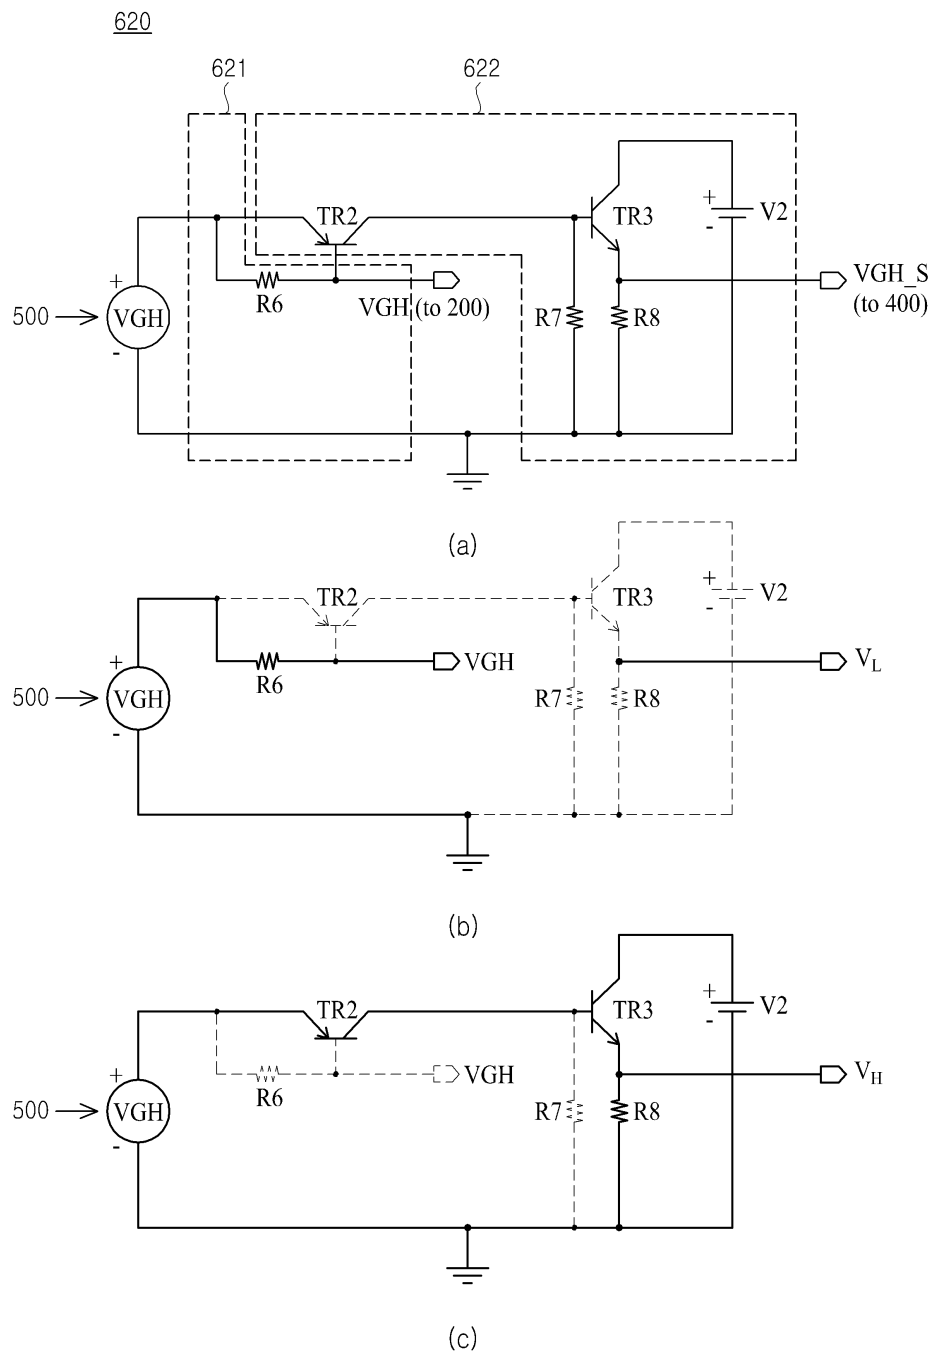 620
621
622
TR2
TR3
+
V2
-
+
R6
VGH (to 200)
VGH_S
(to 400)
500
VGH
R7
R8
-
(a)
TR2
TR3
+
V2
-
+
R6
VGH
V_L
500
VGH
R7
R8
-
(b)
TR2
TR3
+
V2
-
+
R6
VGH
V_H
500
VGH
R7
R8
-
(c)